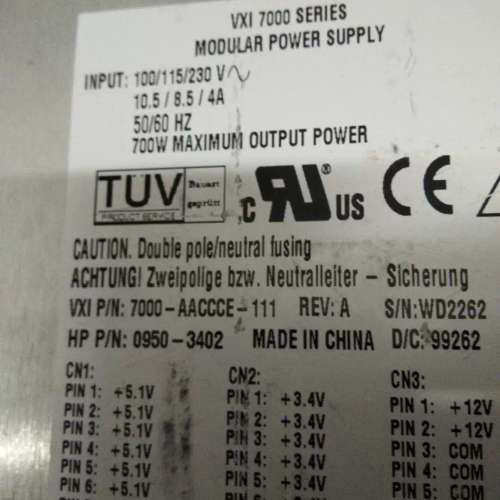 VXI 7000 SERIES
MODULAR POWER SUPPLY
INPUT: 100/115/230 V
10.5 / 8.5 / 4A
50/60 HZ
700W MAXIMUM OUTPUT POWER
TÜV Bauart geprüft
PRODUCT SERVICE
c RU ® US CE
CAUTION. Double pole/neutral fusing
ACHTUNG! Zweipolige bzw. Neutralleiter – Sicherung
VXI P/N: 7000-AACCCE-111 REV: A S/N:WD2262
HP P/N: 0950-3402 MADE IN CHINA D/C: 99262
CN1: CN2: CN3:
PIN 1: +5.1V PIN 1: +3.4V PIN 1: +12V
PIN 2: +5.1V PIN 2: +3.4V PIN 2: +12V
PIN 3: +5.1V PIN 3: +3.4V PIN 3: COM
PIN 4: +5.1V PIN 4: +3.4V PIN 4: COM
PIN 5: +5.1V PIN 5: +3.4V PIN 5: COM
PIN 6: +5.1V